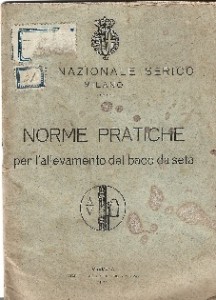 NAZIONALE SERICO
MILANO
NORME PRATICHE
per l'allevamento del baco da seta